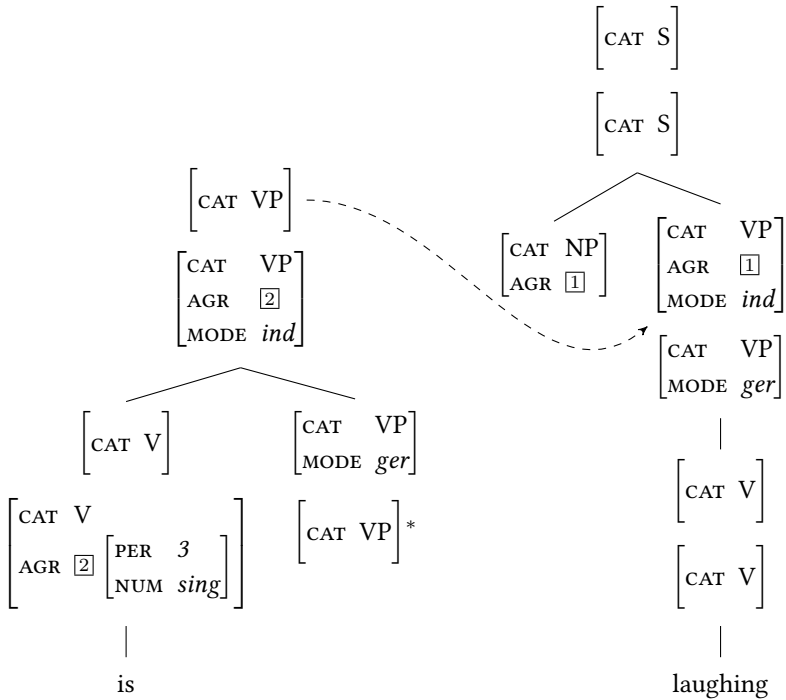 CAT S
CAT S
CAT VP
CAT NP
AGR 1
CAT VP
AGR 1
MODE ind
CAT VP
AGR 2
MODE ind
CAT VP
MODE ger
CAT V
CAT VP
MODE ger
CAT V
CAT V
AGR 2 PER 3
NUM sing
CAT VP *
CAT V
is
laughing